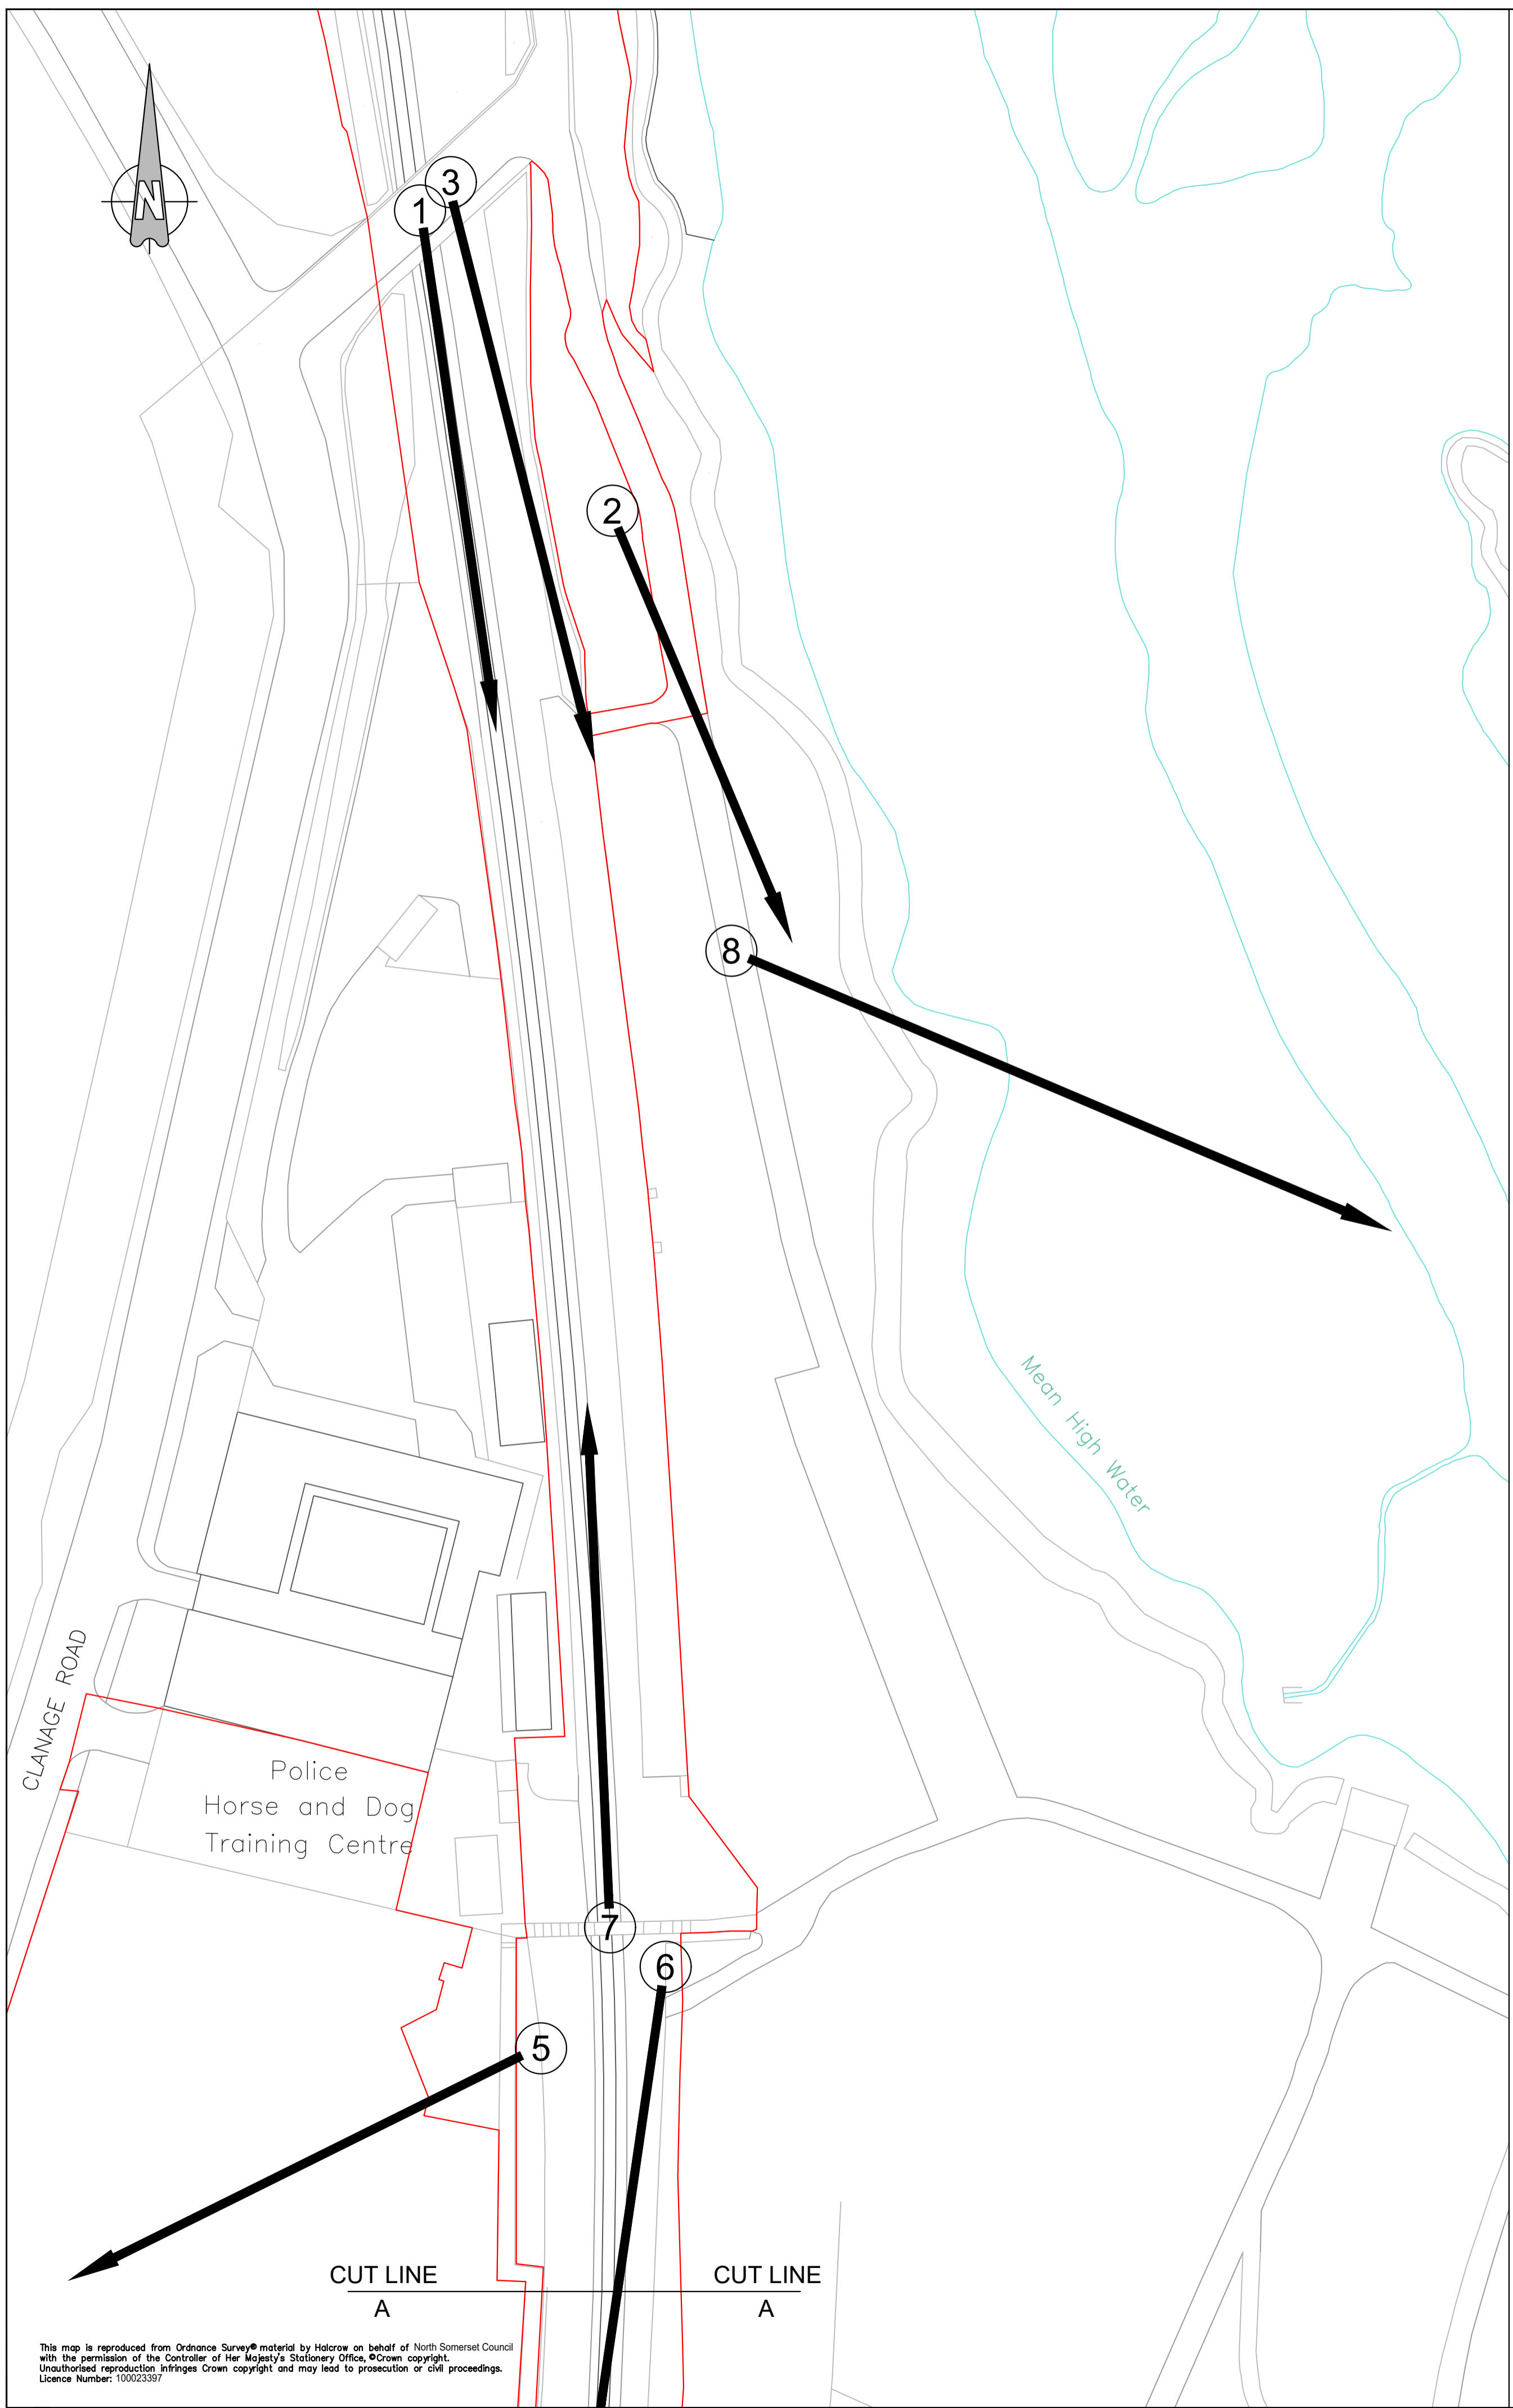 N
3
1
2
8
Mean High Water
CLANAGE ROAD
Police
Horse and Dog
Training Centre
7
6
5
CUT LINE
A
CUT LINE
A
This map is reproduced from Ordnance Survey® material by Halcrow on behalf of North Somerset Council
with the permission of the Controller of Her Majesty's Stationery Office, ©Crown copyright.
Unauthorised reproduction infringes Crown copyright and may lead to prosecution or civil proceedings.
Licence Number: 100023397